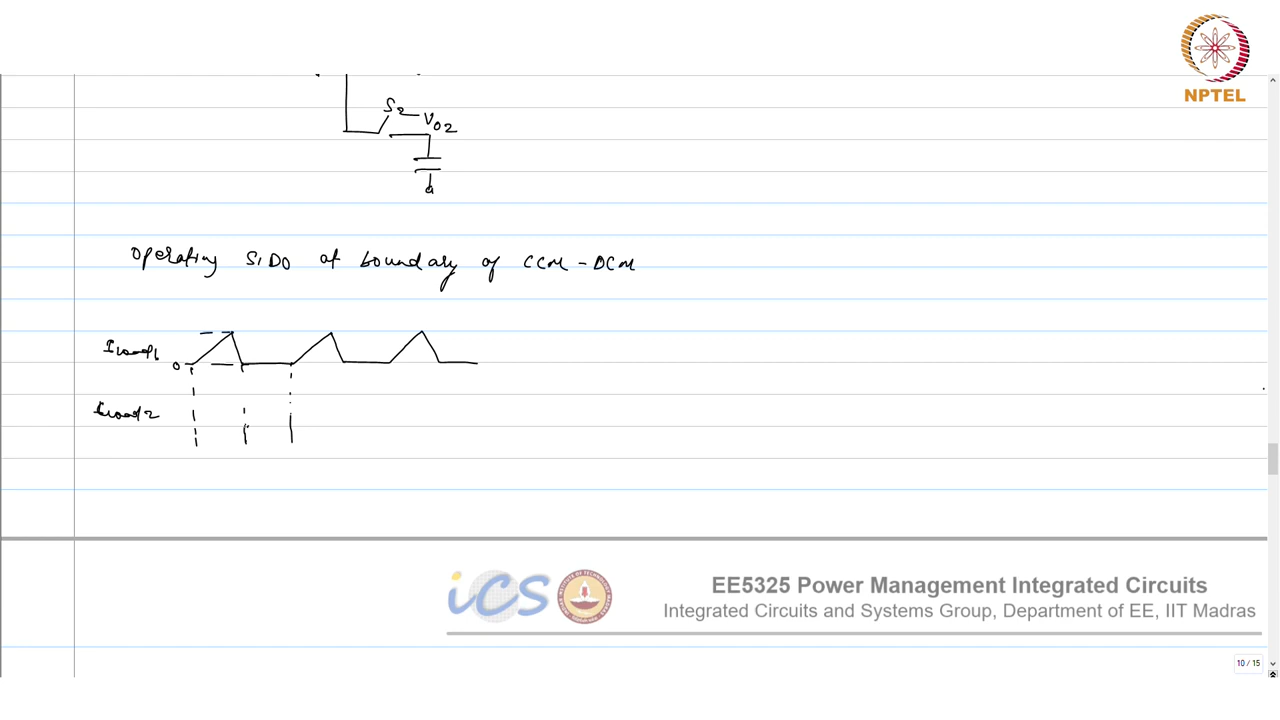 NPTEL
S2 VO2
Operating SIDO at boundary of CCM - DCM
Iload1
0
Iload2
ics
EE5325 Power Management Integrated Circuits
Integrated Circuits and Systems Group, Department of EE, IIT Madras
10 / 15